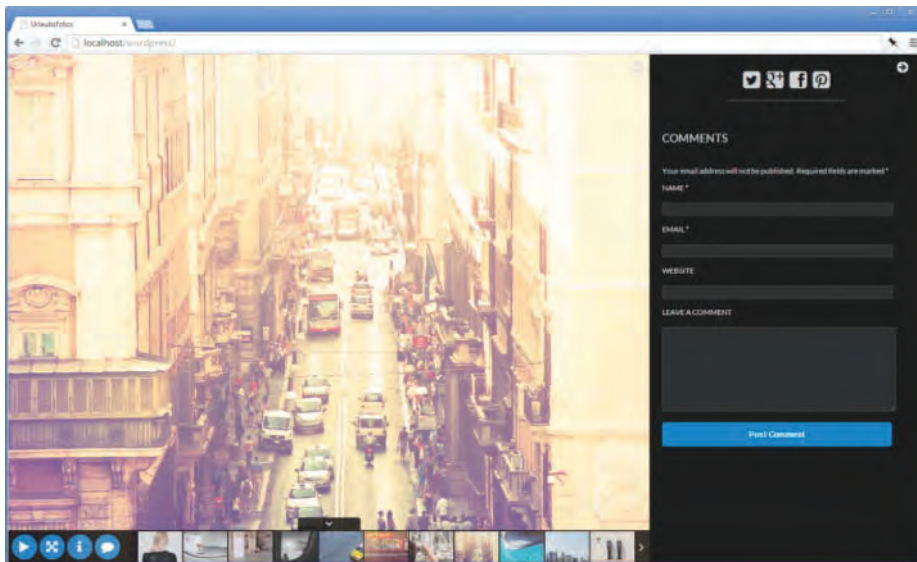 Urlaubsfotos
localhost/wordpress/
COMMENTS
Your email address will not be published. Required fields are marked *
NAME *
EMAIL *
WEBSITE
LEAVE A COMMENT
Post Comment